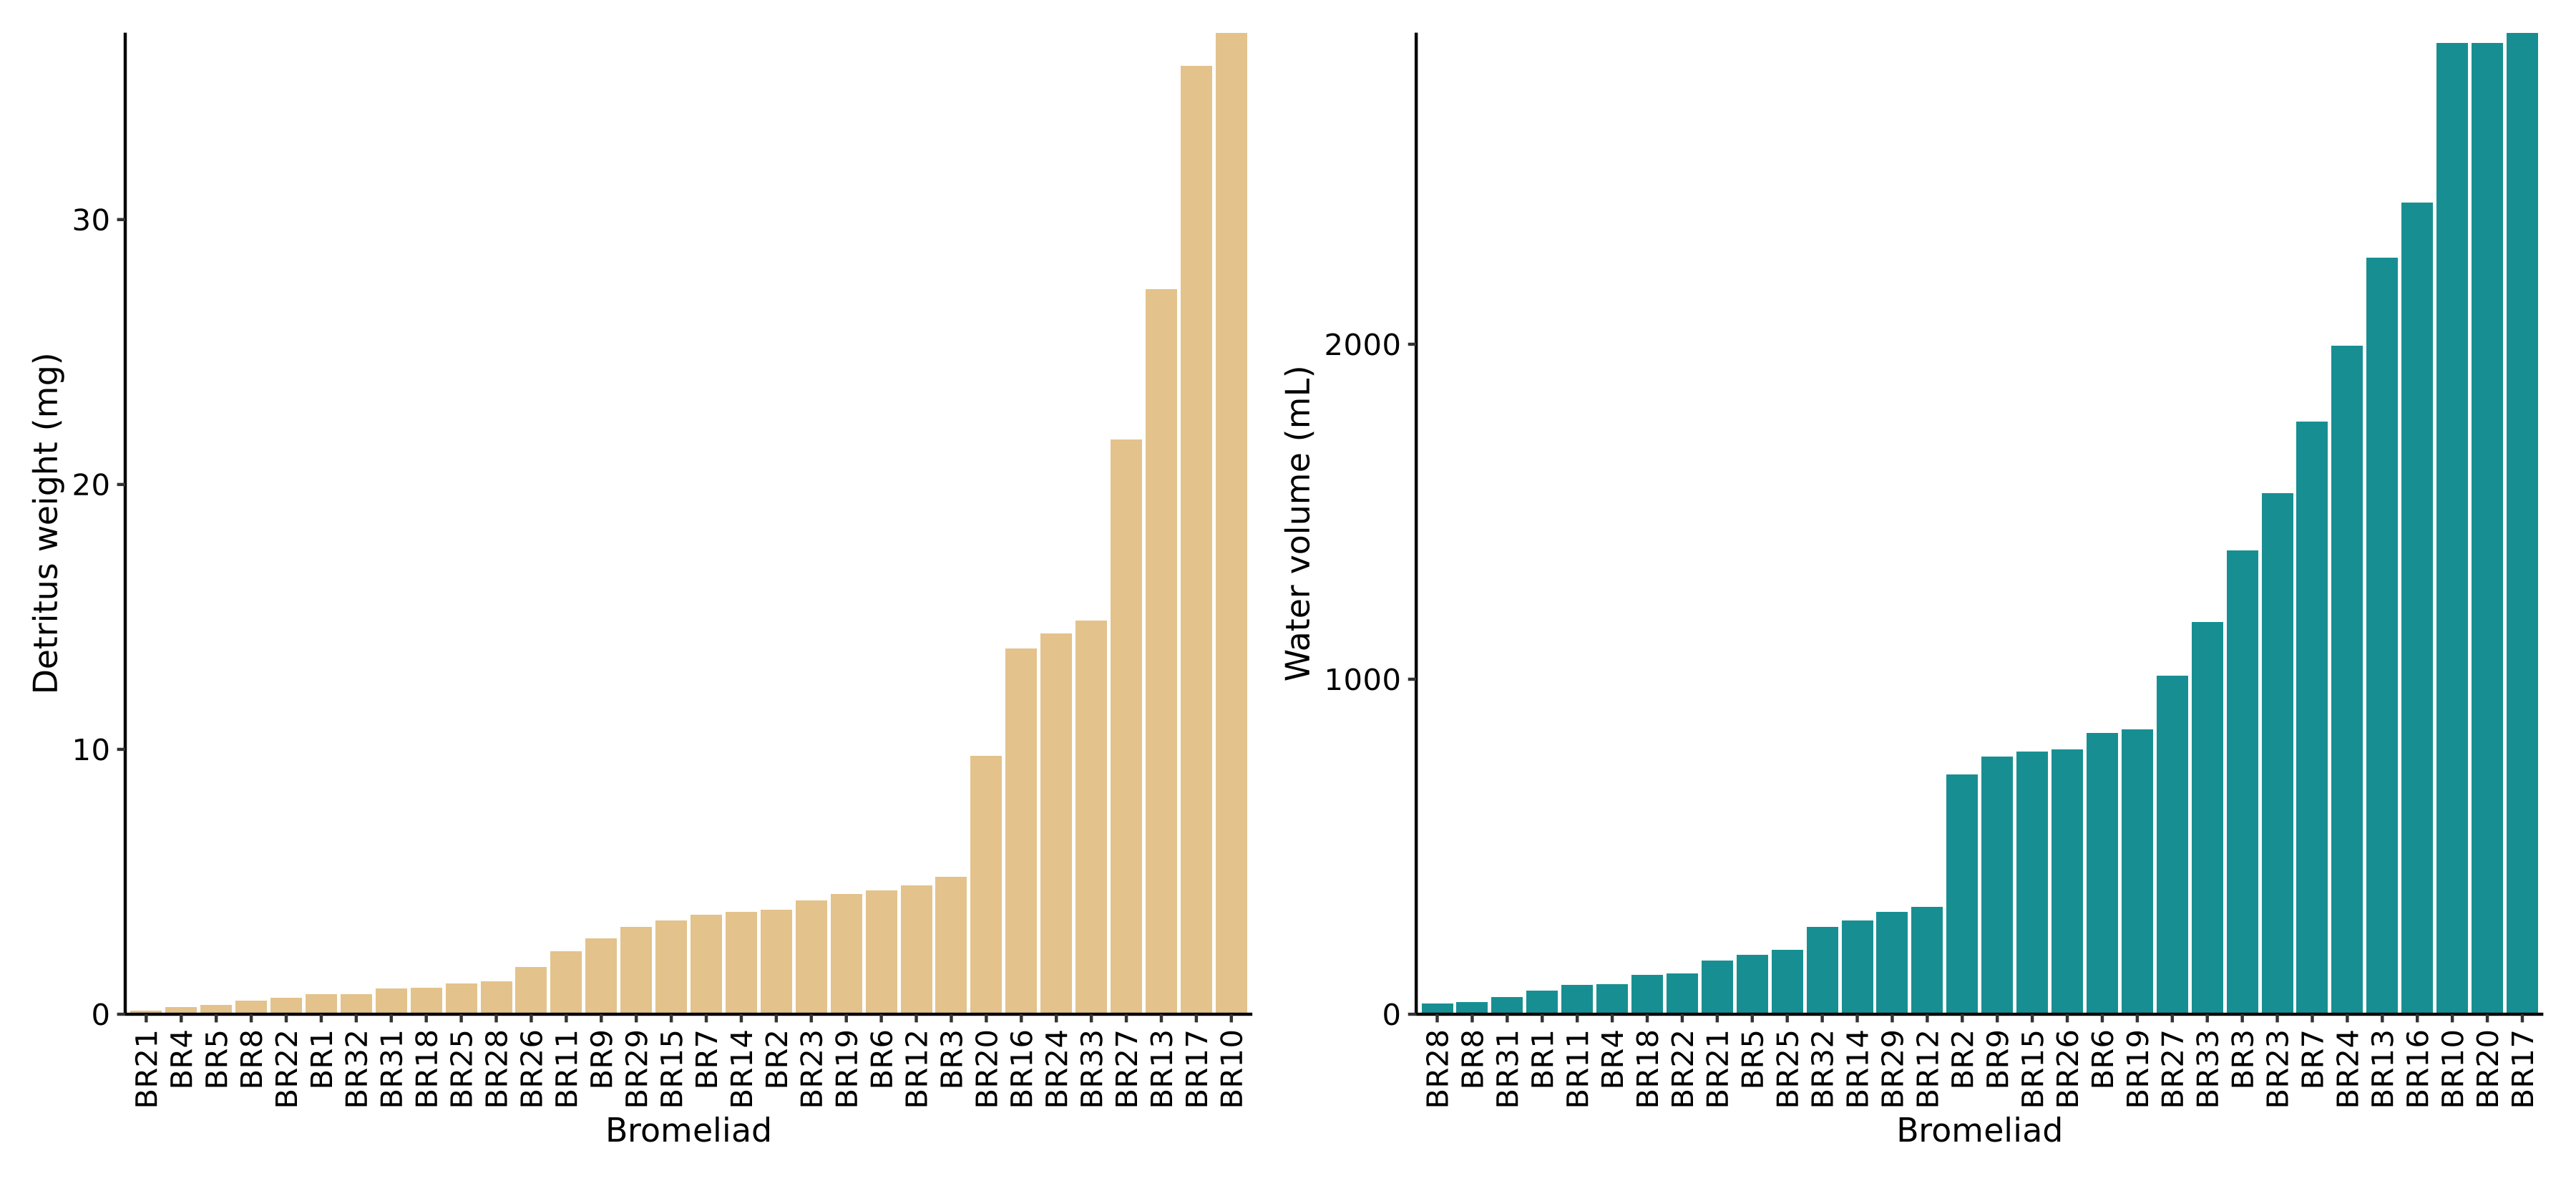 Detritus weight (mg)
30
20
10
0
BR21 BR4 BR5 BR8 BR22 BR1 BR32 BR31 BR18 BR25 BR28 BR26 BR11 BR9 BR29 BR15 BR7 BR14 BR2 BR23 BR19 BR6 BR12 BR3 BR20 BR16 BR24 BR33 BR27 BR13 BR17 BR10
Bromeliad
Water volume (mL)
2000
1000
0
BR28 BR8 BR31 BR1 BR11 BR4 BR18 BR22 BR21 BR5 BR25 BR32 BR14 BR29 BR12 BR2 BR9 BR15 BR26 BR6 BR19 BR27 BR33 BR3 BR23 BR7 BR24 BR13 BR16 BR10 BR20 BR17
Bromeliad